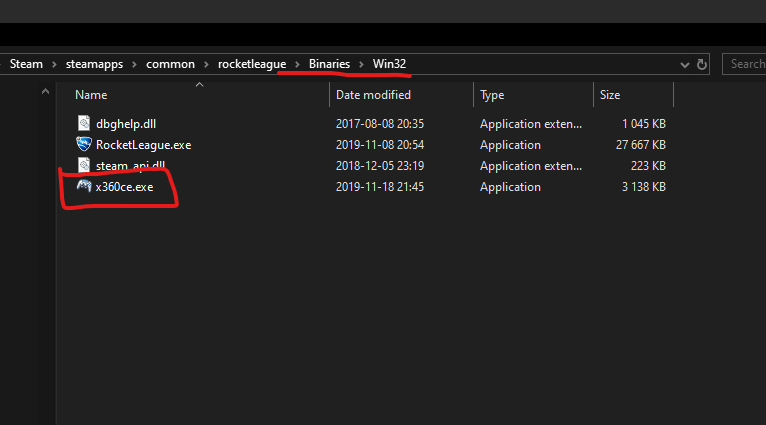 Steam > steamapps > common > rocketleague > Binaries > Win32 Search
Name Date modified Type Size
dbghelp.dll 2017-08-08 20:35 Application exten... 1 045 KB
RocketLeague.exe 2019-11-08 20:54 Application 27 667 KB
steam_api.dll 2018-12-05 23:19 Application exten... 223 KB
x360ce.exe 2019-11-18 21:45 Application 3 138 KB